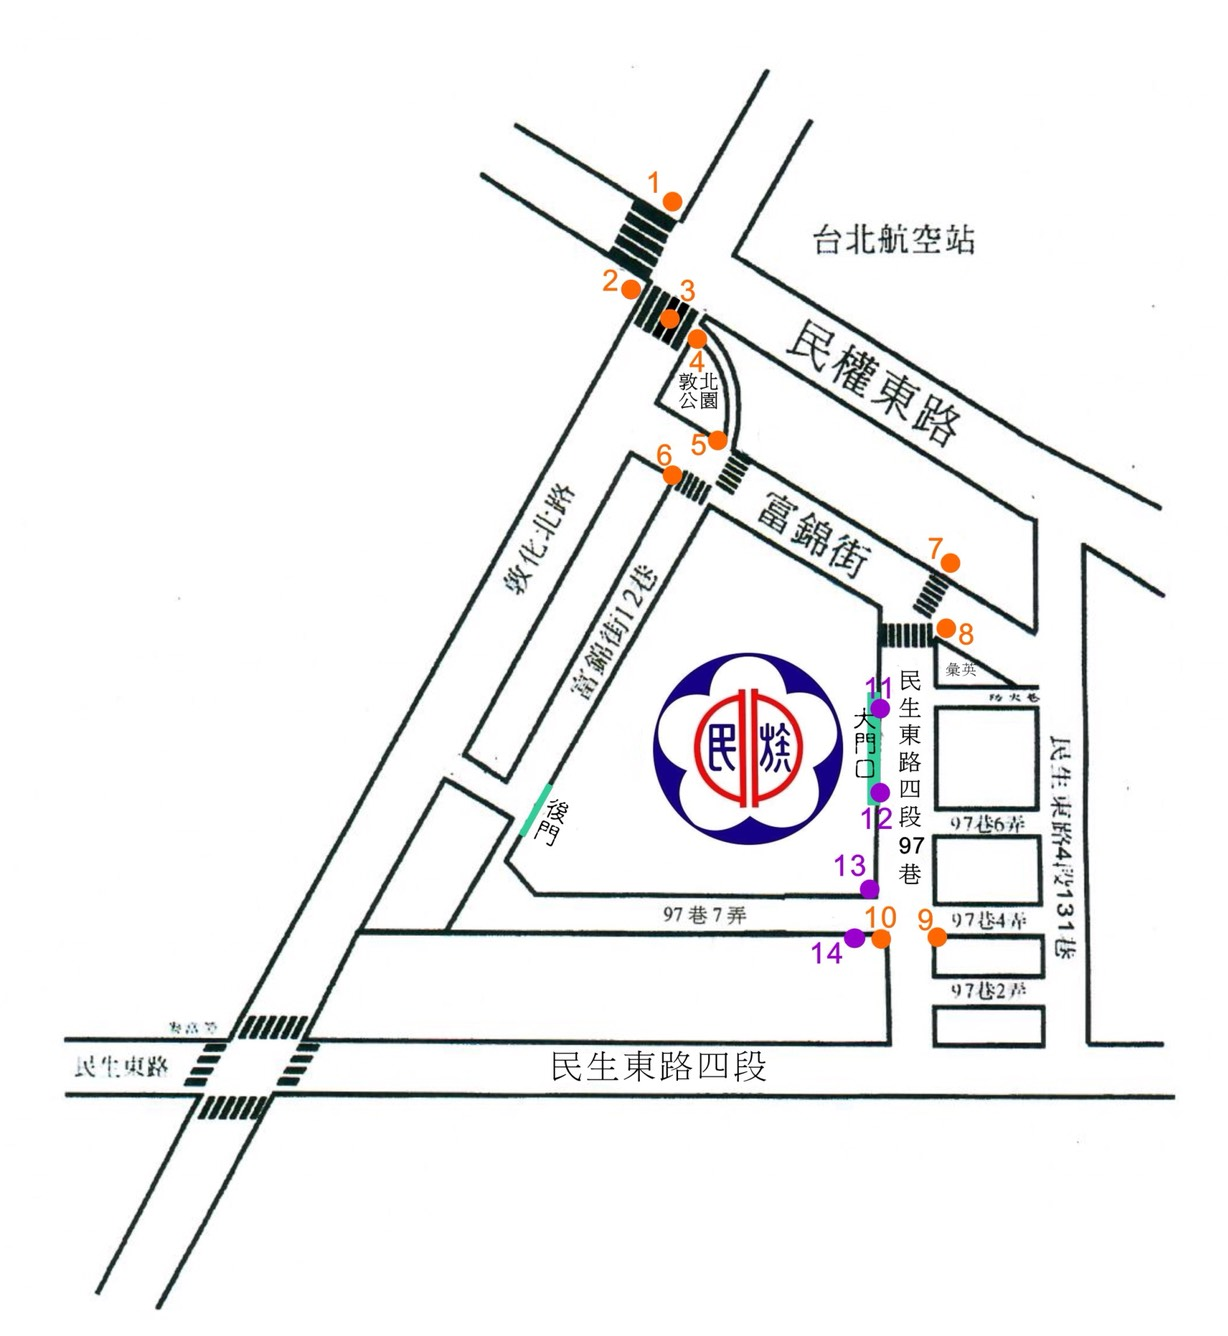 1
台北航空站
2
3
民權東路
4
敦北
公園
5
6
富錦街
敦化北路
7
富錦街12巷
8
彙英
防火巷
11
民生東路四段97巷
大門口
民族
民生東路4段131巷
後門
12
97巷6弄
13
97巷7弄
10
9
97巷4弄
14
97巷2弄
民生東路
民生東路四段